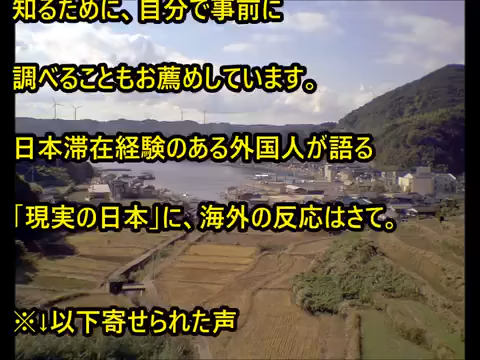 知るために、自分で事前に
調べることもお薦めしています。
日本滞在経験のある外国人が語る
「現実の日本」に、海外の反応はさて。
※↓以下寄せられた声